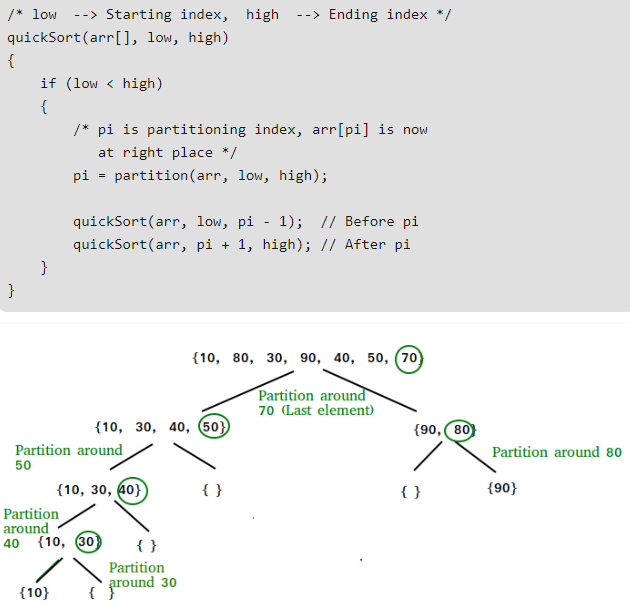 /* low  --> Starting index,  high  --> Ending index */
quickSort(arr[], low, high)
{
    if (low < high)
    {
        /* pi is partitioning index, arr[pi] is now
           at right place */
        pi = partition(arr, low, high);

        quickSort(arr, low, pi - 1);  // Before pi
        quickSort(arr, pi + 1, high); // After pi
    }
}
{10, 80, 30, 90, 40, 50, 70}
Partition around
70 (Last element)
{10, 30, 40, 50}
{90, 80}
Partition around
50
Partition around 80
{10, 30, 40}
{ }
{ }
{90}
Partition
around
40
{10, 30}
{ }
Partition
around 30
{10}
{ }